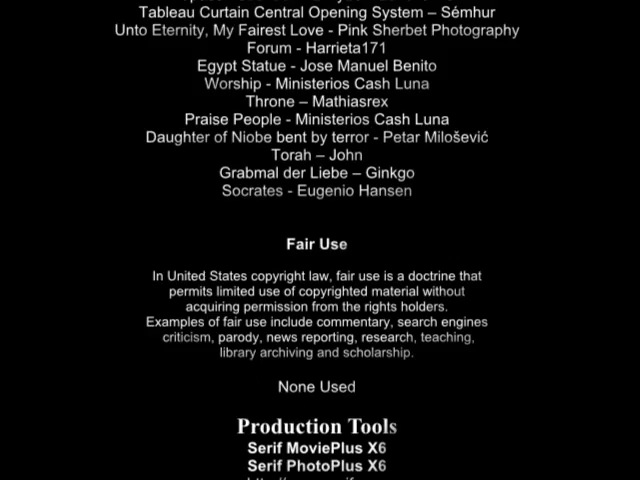 Tableau Curtain Central Opening System – Sémhur
Unto Eternity, My Fairest Love - Pink Sherbet Photography
Forum - Harrieta171
Egypt Statue - Jose Manuel Benito
Worship - Ministerios Cash Luna
Throne – Mathiasrex
Praise People - Ministerios Cash Luna
Daughter of Niobe bent by terror - Petar Milošević
Torah – John
Grabmal der Liebe – Ginkgo
Socrates - Eugenio Hansen
Fair Use
In United States copyright law, fair use is a doctrine that
permits limited use of copyrighted material without
acquiring permission from the rights holders.
Examples of fair use include commentary, search engines
criticism, parody, news reporting, research, teaching,
library archiving and scholarship.
None Used
Production Tools
Serif MoviePlus X6
Serif PhotoPlus X6